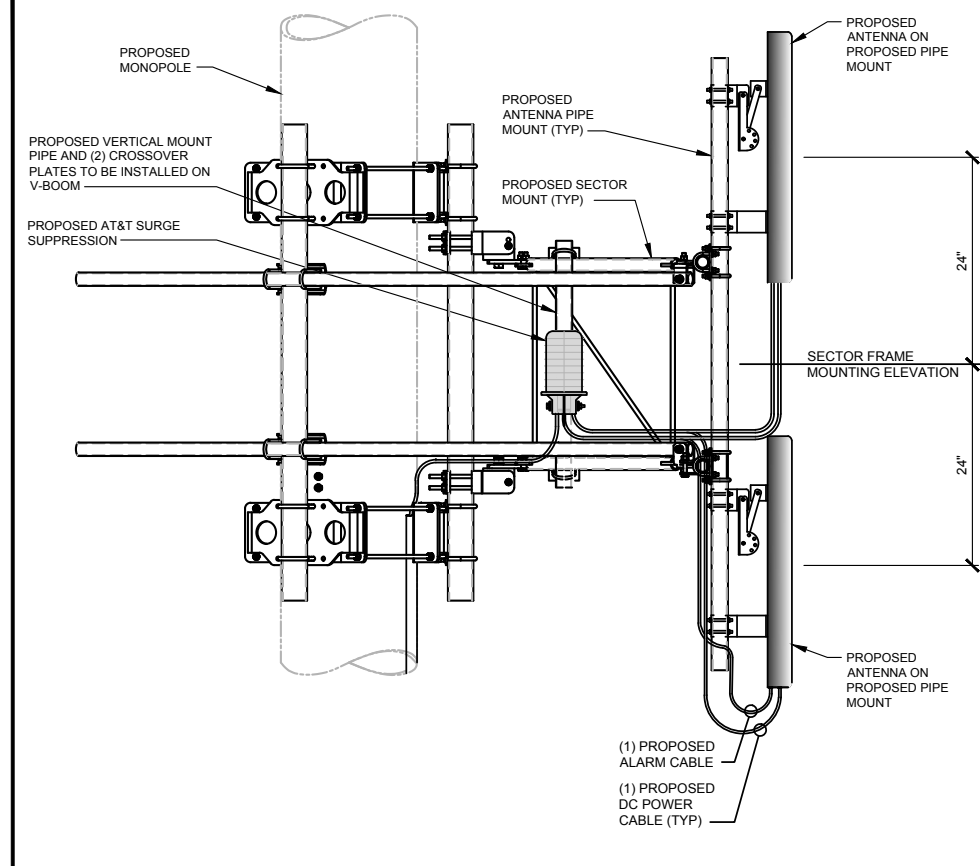 PROPOSED
MONOPOLE
PROPOSED VERTICAL MOUNT
PIPE AND (2) CROSSOVER
PLATES TO BE INSTALLED ON
V-BOOM
PROPOSED AT&T SURGE
SUPPRESSION
PROPOSED
ANTENNA PIPE
MOUNT (TYP)
PROPOSED SECTOR
MOUNT (TYP)
PROPOSED
ANTENNA ON
PROPOSED PIPE
MOUNT
24"
SECTOR FRAME
MOUNTING ELEVATION
24"
PROPOSED
ANTENNA ON
PROPOSED PIPE
MOUNT
(1) PROPOSED
ALARM CABLE
(1) PROPOSED
DC POWER
CABLE (TYP)